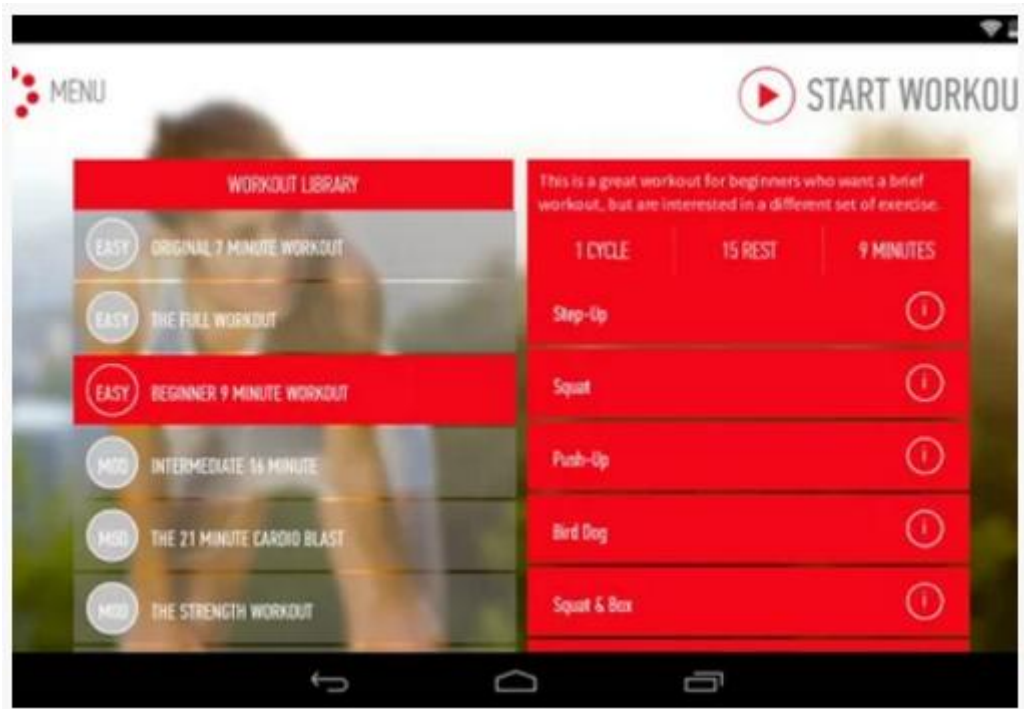 MENU
START WORKOU
WORKOUT LIBRARY
EASY ORIGINAL 7 MINUTE WORKOUT
EASY THE FULL WORKOUT
EASY BEGINNER 9 MINUTE WORKOUT
MOD INTERMEDIATE 16 MINUTE
MOD THE 21 MINUTE CARDIO BLAST
MOD THE STRENGTH WORKOUT
This is a great workout for beginners who want a brief
workout, but are interested in a different set of exercise.
1 CYCLE 15 REST 9 MINUTES
Step-Up i
Squat i
Push-Up i
Bird Dog i
Squat & Box i